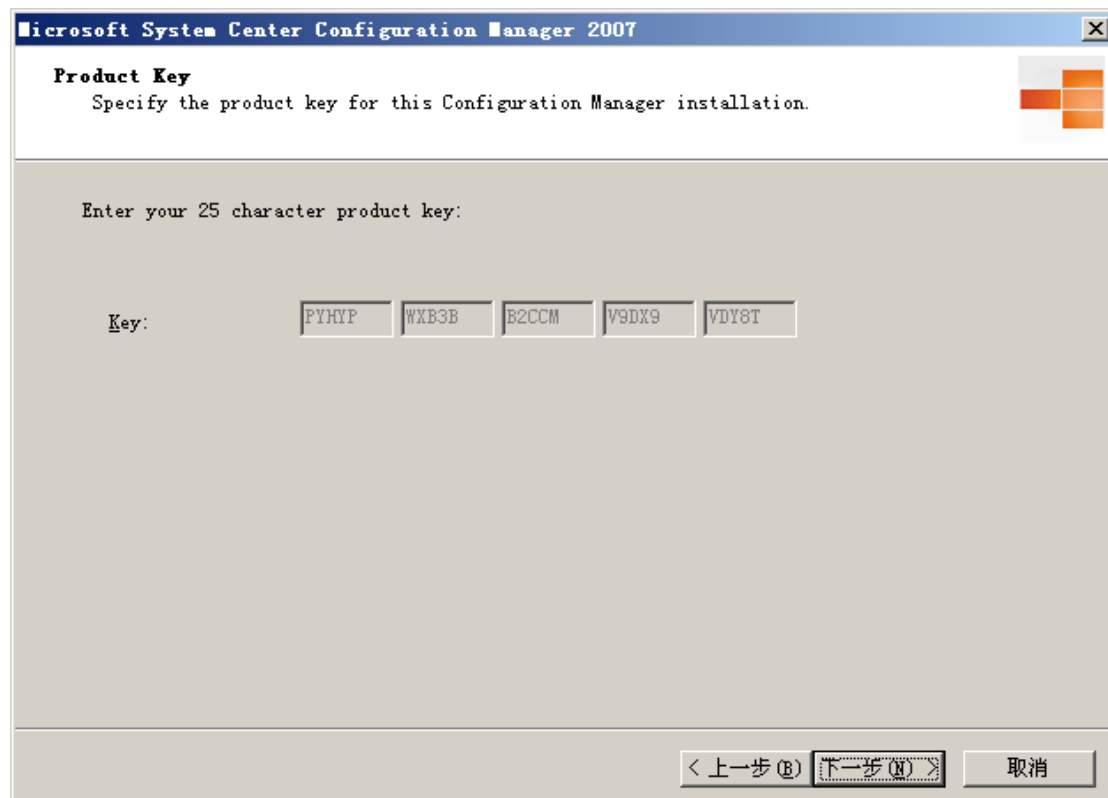 Microsoft System Center Configuration Manager 2007
Product Key
Specify the product key for this Configuration Manager installation.
Enter your 25 character product key:
Key: PYHYP WXB3B B2CCM V9DX9 VDY8T
< 上一步(B) 下一步(N) > 取消